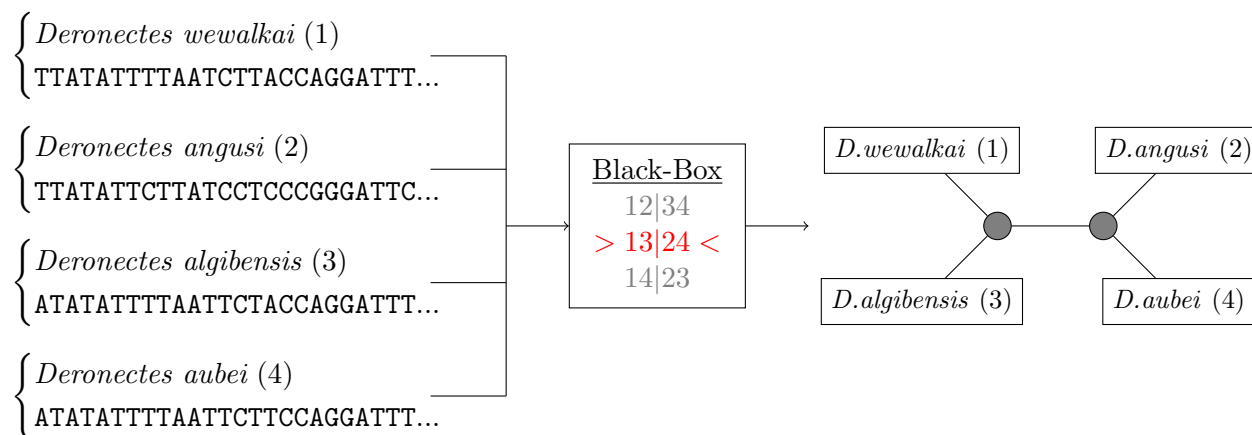 Deronectes wewalkai (1)
TTATATTTTAATCTTACCAGGATTT...
Deronectes angusi (2)
TTATATTCTTATCCTCCCGGGATTC...
Deronectes algibensis (3)
ATATATTTTAATTCTACCAGGATTT...
Deronectes aubei (4)
ATATATTTTAATTCTTCCAGGATTT...
Black-Box
12|34
> 13|24 <
14|23
D.wewalkai (1)
D.angusi (2)
D.algibensis (3)
D.aubei (4)